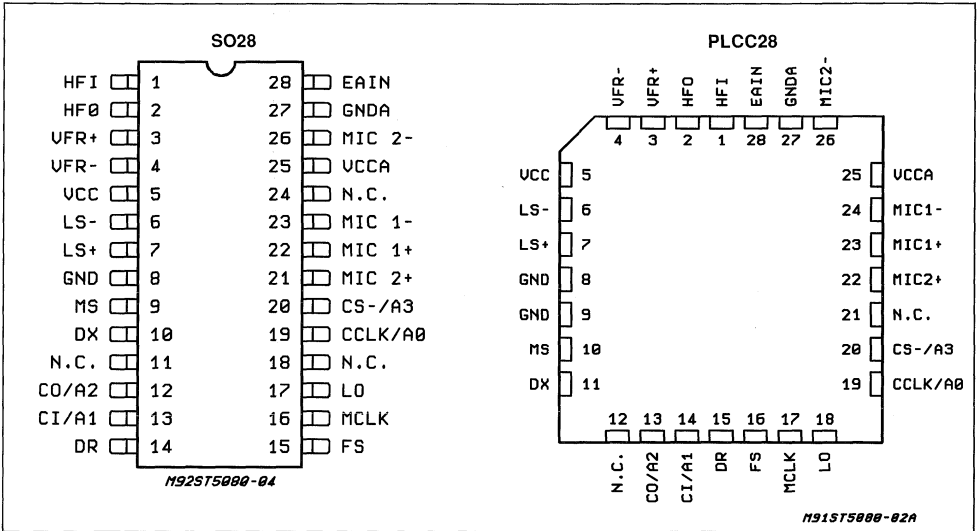 SO28
HFI 1 28 EAIN
HF0 2 27 GNDA
VFR+ 3 26 MIC 2-
VFR- 4 25 VCCA
VCC 5 24 N.C.
LS- 6 23 MIC 1-
LS+ 7 22 MIC 1+
GND 8 21 MIC 2+
MS 9 20 CS-/A3
DX 10 19 CCLK/A0
N.C. 11 18 N.C.
CO/A2 12 17 LO
CI/A1 13 16 MCLK
DR 14 15 FS
M92ST5080-04
PLCC28
VFR- VFR+ HFO HFI EAIN GNDA MIC2-
4 3 2 1 28 27 26
VCC 5 25 VCCA
LS- 6 24 MIC1-
LS+ 7 23 MIC1+
GND 8 22 MIC2+
GND 9 21 N.C.
MS 10 20 CS-/A3
DX 11 19 CCLK/A0
12 13 14 15 16 17 18
N.C. CO/A2 CI/A1 DR FS MCLK LO
M91ST5080-02A